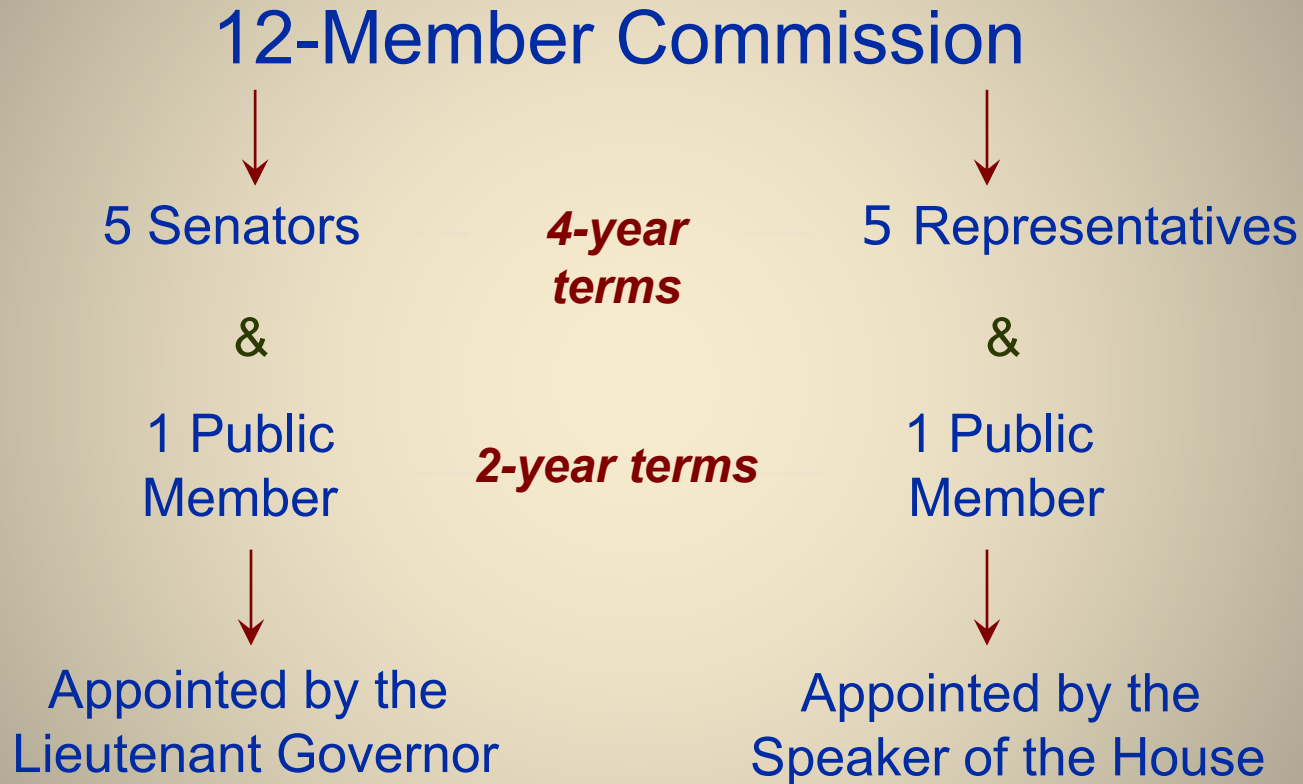 12-Member Commission
5 Senators
4-year
terms
5 Representatives
&
&
1 Public
Member
2-year terms
1 Public
Member
Appointed by the
Lieutenant Governor
Appointed by the
Speaker of the House